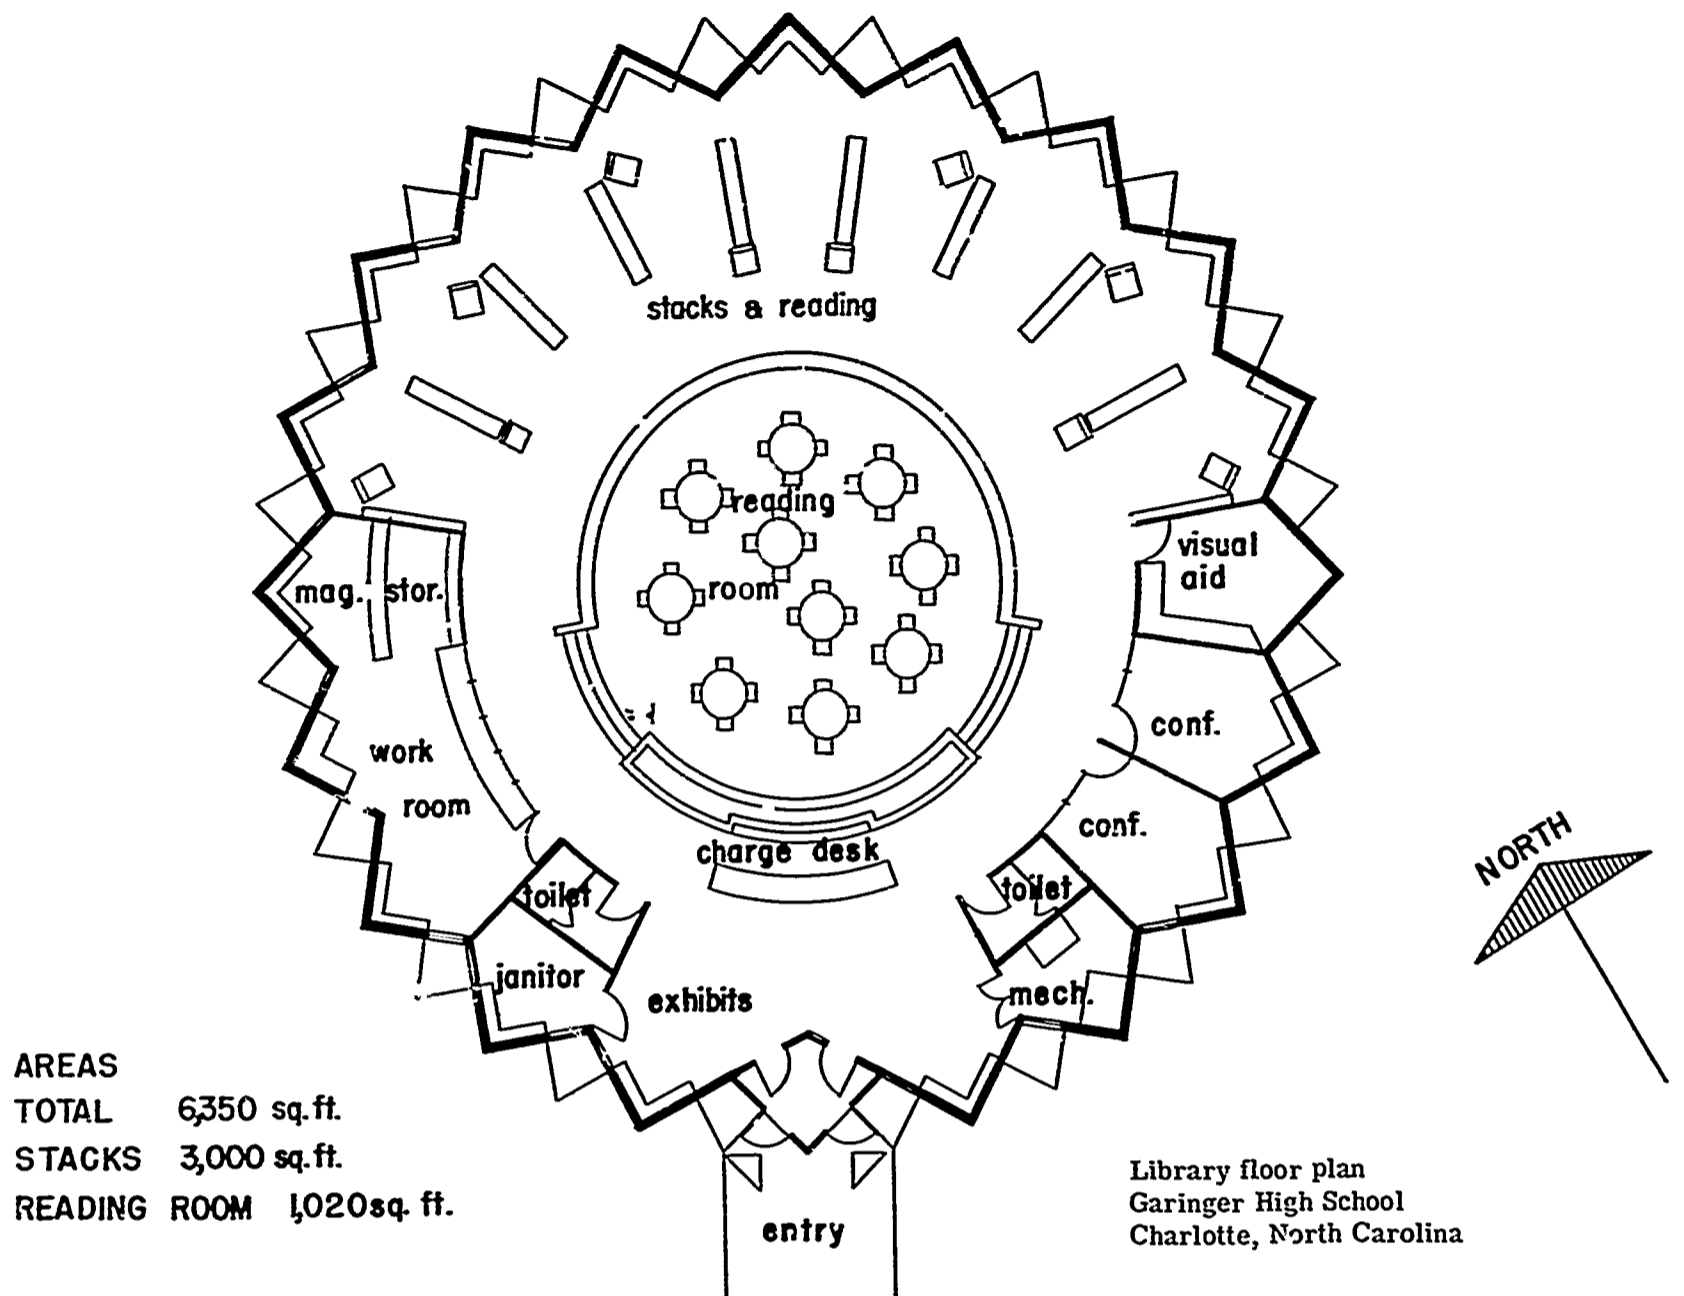 stacks & reading
reading
room
visual
aid
mag. stor.
conf.
work
room
conf.
charge desk
toilet
toilet
janitor
mech.
exhibits
NORTH
AREAS
TOTAL 6,350 sq.ft.
STACKS 3,000 sq.ft.
READING ROOM 1,020 sq. ft.
entry
Library floor plan
Garinger High School
Charlotte, North Carolina